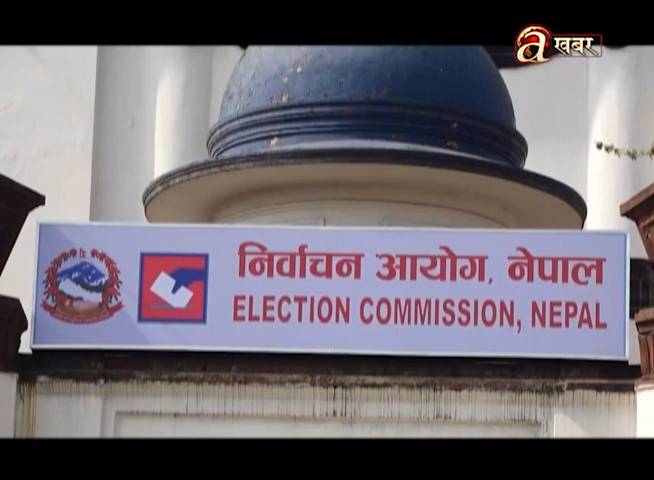 a खबर
निर्वाचन आयोग, नेपाल
ELECTION COMMISSION, NEPAL